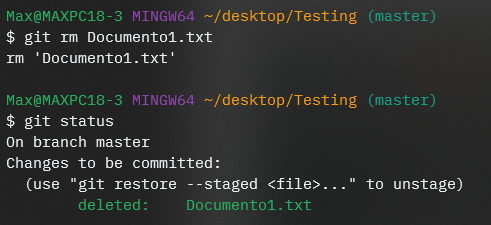 Max@MAXPC18-3 MINGW64 ~/desktop/Testing (master)
$ git rm Documento1.txt
rm 'Documento1.txt'
Max@MAXPC18-3 MINGW64 ~/desktop/Testing (master)
$ git status
On branch master
Changes to be committed:
  (use "git restore --staged <file>..." to unstage)
        deleted:    Documento1.txt